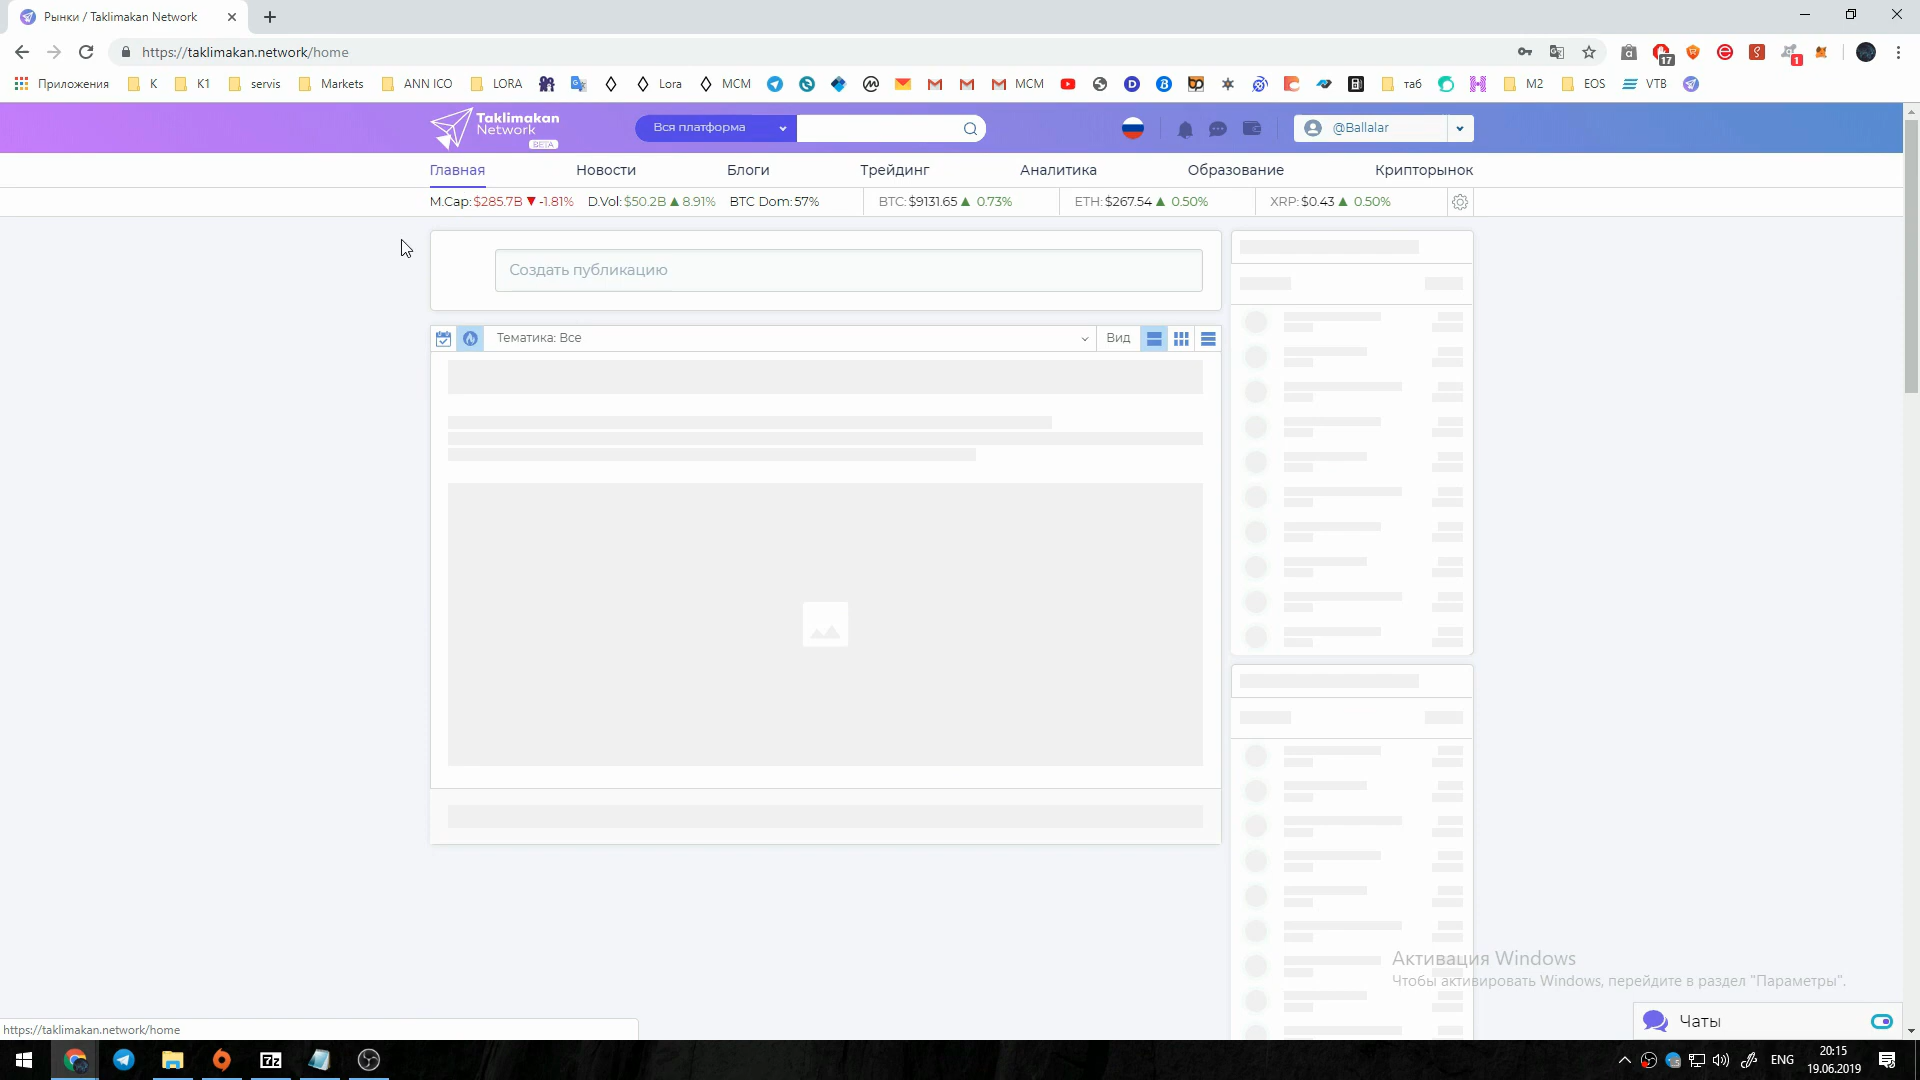 Рынки / Taklimakan Network
https://taklimakan.network/home
17
1
Приложения
K
K1
servis
Markets
ANN ICO
LORA
Lora
MCM
MCM
таб
M2
EOS
VTB
Taklimakan
Network
BETA
Вся платформа
@Ballalar
Главная
Новости
Блоги
Трейдинг
Аналитика
Образование
Крипторынок
M.Cap: $285.7B ▼ -1.81% D.Vol: $50.2B ▲ 8.91% BTC Dom: 57%
BTC: $9131.65 ▲ 0.73%
ETH: $267.54 ▲ 0.50%
XRP: $0.43 ▲ 0.50%
Создать публикацию
Тематика: Все
Вид
Активация Windows
Чтобы активировать Windows, перейдите в раздел "Параметры".
Чаты
https://taklimakan.network/home
7z
ENG
20:15
19.06.2019